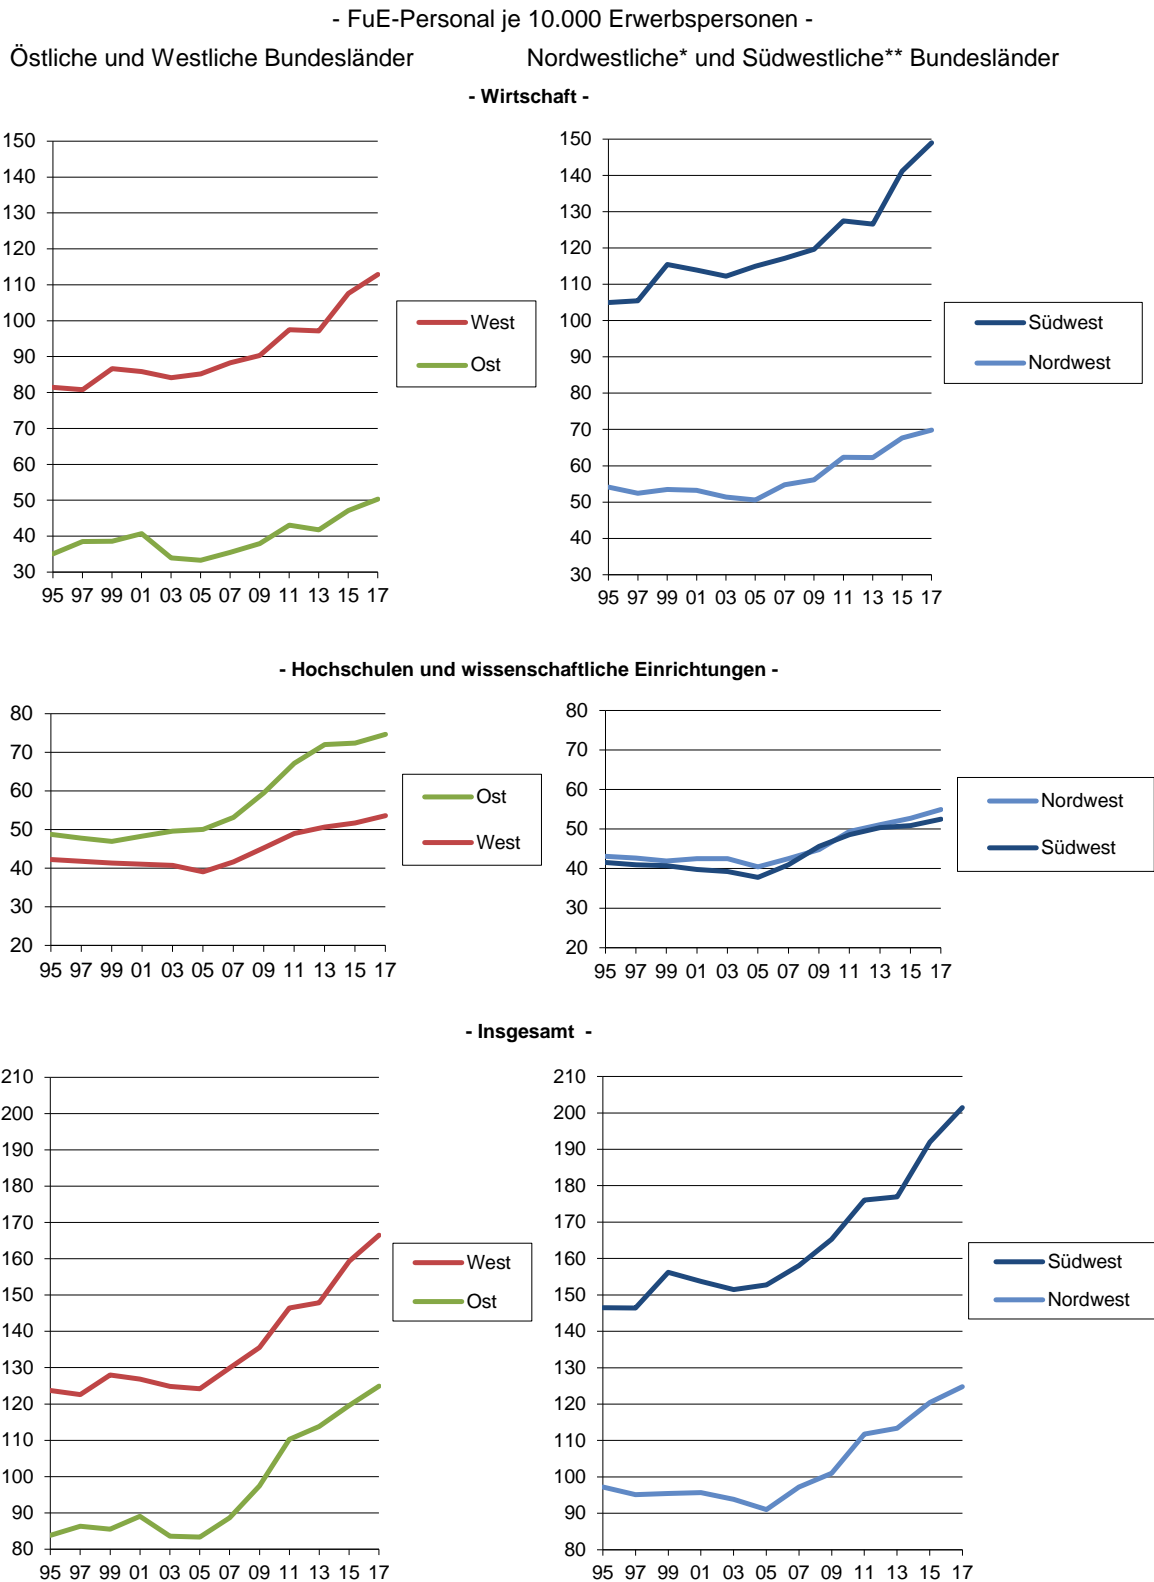 - FuE-Personal je 10.000 Erwerbspersonen -
Östliche und Westliche Bundesländer
Nordwestliche* und Südwestliche** Bundesländer
- Wirtschaft -
150
140
130
120
110
100
90
80
70
60
50
40
30
95 97 99 01 03 05 07 09 11 13 15 17
West
Ost
150
140
130
120
110
100
90
80
70
60
50
40
30
95 97 99 01 03 05 07 09 11 13 15 17
Südwest
Nordwest
- Hochschulen und wissenschaftliche Einrichtungen -
80
70
60
50
40
30
20
95 97 99 01 03 05 07 09 11 13 15 17
Ost
West
80
70
60
50
40
30
20
95 97 99 01 03 05 07 09 11 13 15 17
Nordwest
Südwest
- Insgesamt -
210
200
190
180
170
160
150
140
130
120
110
100
90
80
95 97 99 01 03 05 07 09 11 13 15 17
West
Ost
210
200
190
180
170
160
150
140
130
120
110
100
90
80
95 97 99 01 03 05 07 09 11 13 15 17
Südwest
Nordwest